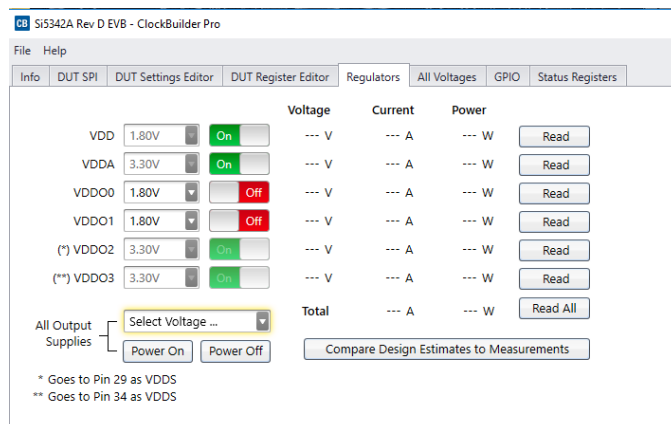 CB Si5342A Rev D EVB - ClockBuilder Pro
File Help
Info DUT SPI DUT Settings Editor DUT Register Editor Regulators All Voltages GPIO Status Registers
Voltage Current Power
VDD 1.80V On --- V --- A --- W Read
VDDA 3.30V On --- V --- A --- W Read
VDDO0 1.80V Off --- V --- A --- W Read
VDDO1 1.80V Off --- V --- A --- W Read
(*) VDDO2 3.30V On --- V --- A --- W Read
(**) VDDO3 3.30V On --- V --- A --- W Read
Total --- A --- W Read All
All Output Supplies Select Voltage ...
Power On Power Off Compare Design Estimates to Measurements
* Goes to Pin 29 as VDDS
** Goes to Pin 34 as VDDS